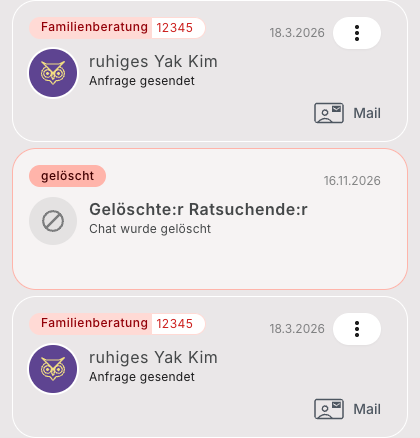 Familienberatung 12345
18.3.2026
ruhiges Yak Kim
Anfrage gesendet
Mail
gelöscht
16.11.2026
Gelöschte:r Ratsuchende:r
Chat wurde gelöscht
Familienberatung 12345
18.3.2026
ruhiges Yak Kim
Anfrage gesendet
Mail